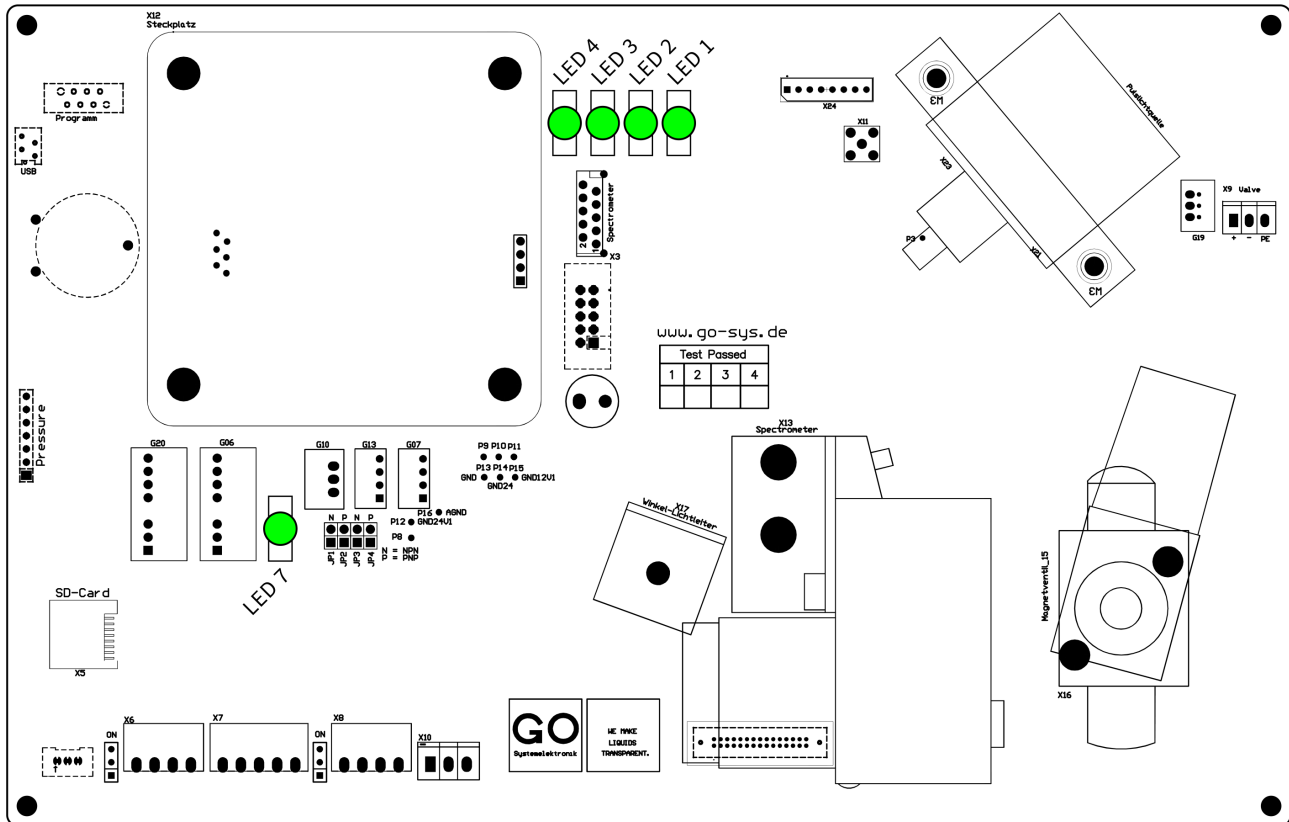 X12
Steckplatz
LED 4
LED 3
LED 2
LED 1
Programm
USB
X24
X11
EM
Pulslichtquelle
X23
P3
X21
EM
G19
X9 Valve
+ - PE
Spectrometer
2 1
X3
www.go-sys.de
Test Passed
1 2 3 4
Pressure
G20
G06
G10
G13
G07
P9 P10 P11
P13 P14 P15
GND
GND12V1
GND24
P16 AGND
P12 GND24V1
P8
N P N P
JP1
JP2
JP3
JP4
N = NPN
P = PNP
LED 7
X13
Spectrometer
X17
Winkel-Lichtleiter
Magnetventil_15
X16
SD-Card
X5
ON
X6
X7
ON
X8
X10
GO
Systemelektronik
WE MAKE
LIQUIDS
TRANSPARENT.